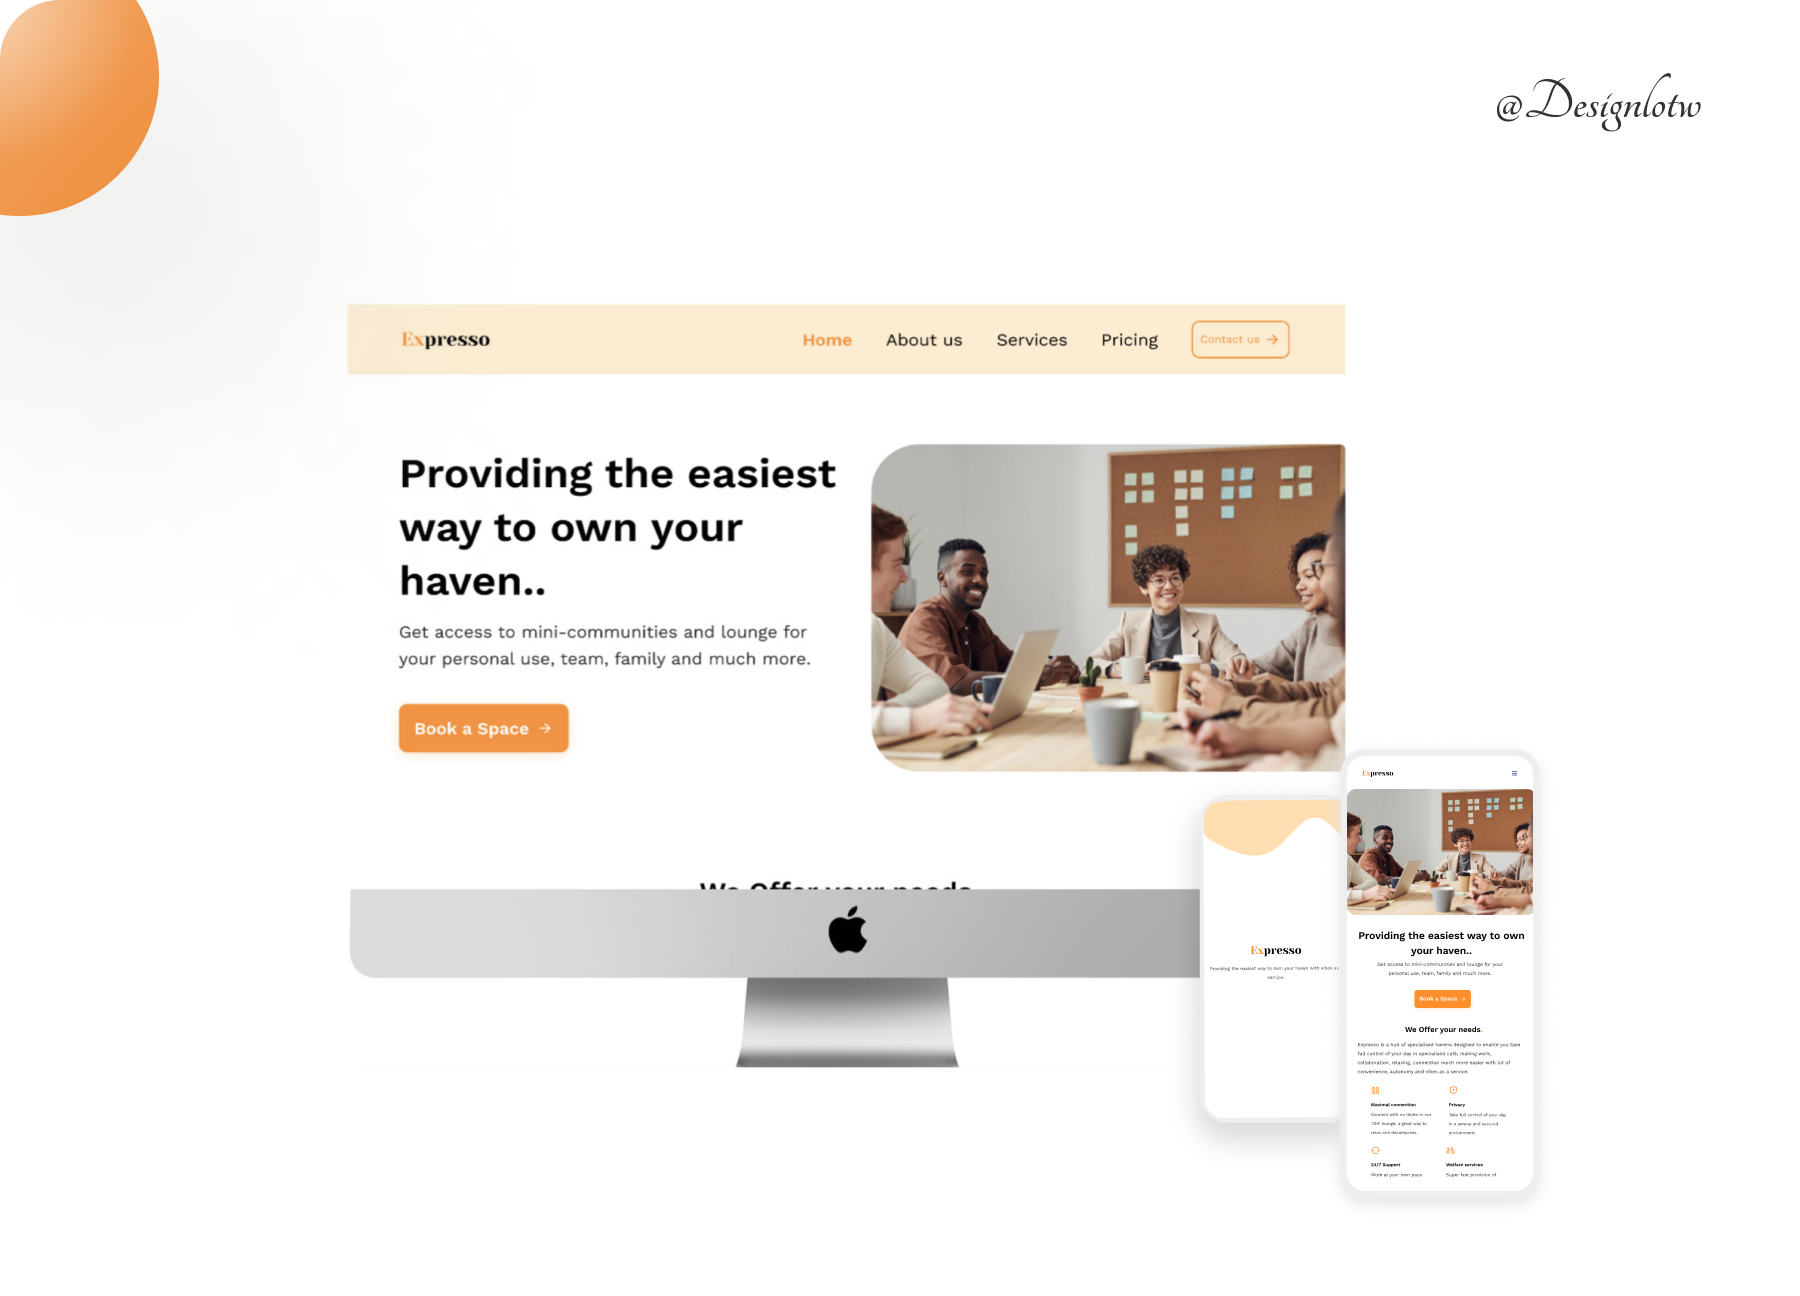 @Designlotw
Expresso
Home About us Services Pricing Contact us →
Providing the easiest
way to own your
haven..
Get access to mini-communities and lounge for
your personal use, team, family and much more.
Book a Space →
We Offer your needs
Expresso
Providing the easiest way to own your haven with vibes as
service.
Expresso
Providing the easiest way to own
your haven..
Get access to mini-communities and lounge for your
personal use, team, family and much more.
Book a Space →
We Offer your needs.
Expresso is a hun of specialised havens designed to enable you take
full control of your day in specialised café, making work,
collaboration, relaxing, connection much more easier with lot of
convenience, autonomy and vibes as a service.
Maximal connection
Connect with no limits in our
TGIF lounge, a great way to
relax and decompress.
Privacy
Take full control of your day
in a serene and secured
environment.
24/7 Support
Work at your own pace
Welfare services
Super fast provision of